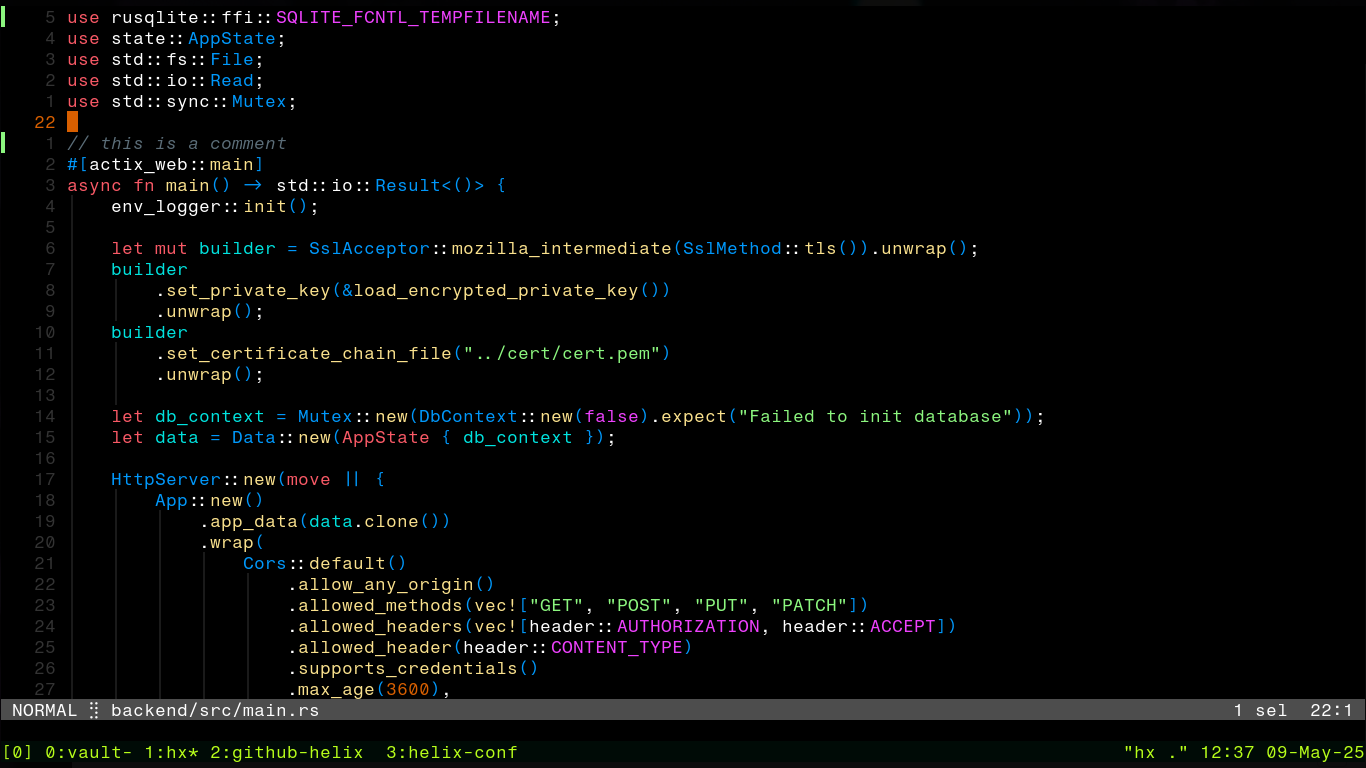 5 use rusqlite::ffi::SQLITE_FCNTL_TEMPFILENAME;
4 use state::AppState;
3 use std::fs::File;
2 use std::io::Read;
1 use std::sync::Mutex;
22
1 // this is a comment
2 #[actix_web::main]
3 async fn main() -> std::io::Result<()> {
4     env_logger::init();
5
6     let mut builder = SslAcceptor::mozilla_intermediate(SslMethod::tls()).unwrap();
7     builder
8         .set_private_key(&load_encrypted_private_key())
9         .unwrap();
10     builder
11         .set_certificate_chain_file("../cert/cert.pem")
12         .unwrap();
13
14     let db_context = Mutex::new(DbContext::new(false).expect("Failed to init database"));
15     let data = Data::new(AppState { db_context });
16
17     HttpServer::new(move || {
18         App::new()
19             .app_data(data.clone())
20             .wrap(
21                 Cors::default()
22                     .allow_any_origin()
23                     .allowed_methods(vec!["GET", "POST", "PUT", "PATCH"])
24                     .allowed_headers(vec![header::AUTHORIZATION, header::ACCEPT])
25                     .allowed_header(header::CONTENT_TYPE)
26                     .supports_credentials()
27                     .max_age(3600),
NORMAL ⣿ backend/src/main.rs 1 sel 22:1
[0] 0:vault- 1:hx* 2:github-helix 3:helix-conf "hx ." 12:37 09-May-25